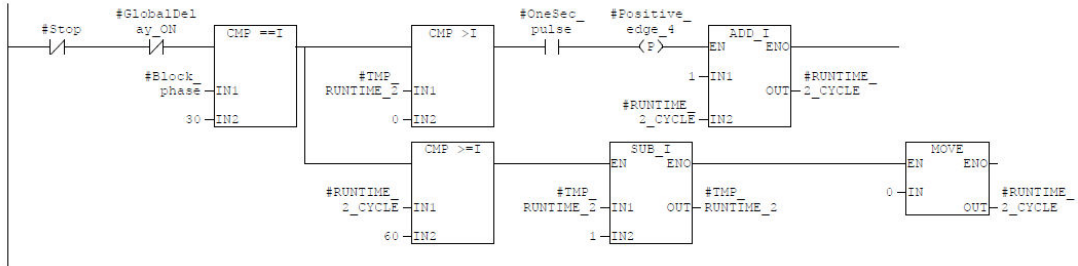 #OneSec_ #Positive_
#Stop #GlobalDel
ay_ON CMP ==I CMP >I pulse edge_4 ADD_I
(P) EN ENO
#Block_
phase IN1 #TMP_
RUNTIME_2 IN1 1 IN1 OUT #RUNTIME_
2_CYCLE
30 IN2 0 IN2 #RUNTIME_
2_CYCLE IN2
CMP >=I SUB_I MOVE
EN ENO EN ENO
#RUNTIME_
2_CYCLE IN1 #TMP_
RUNTIME_2 IN1 OUT #TMP_
RUNTIME_2 0 IN OUT #RUNTIME_
2_CYCLE
60 IN2 1 IN2